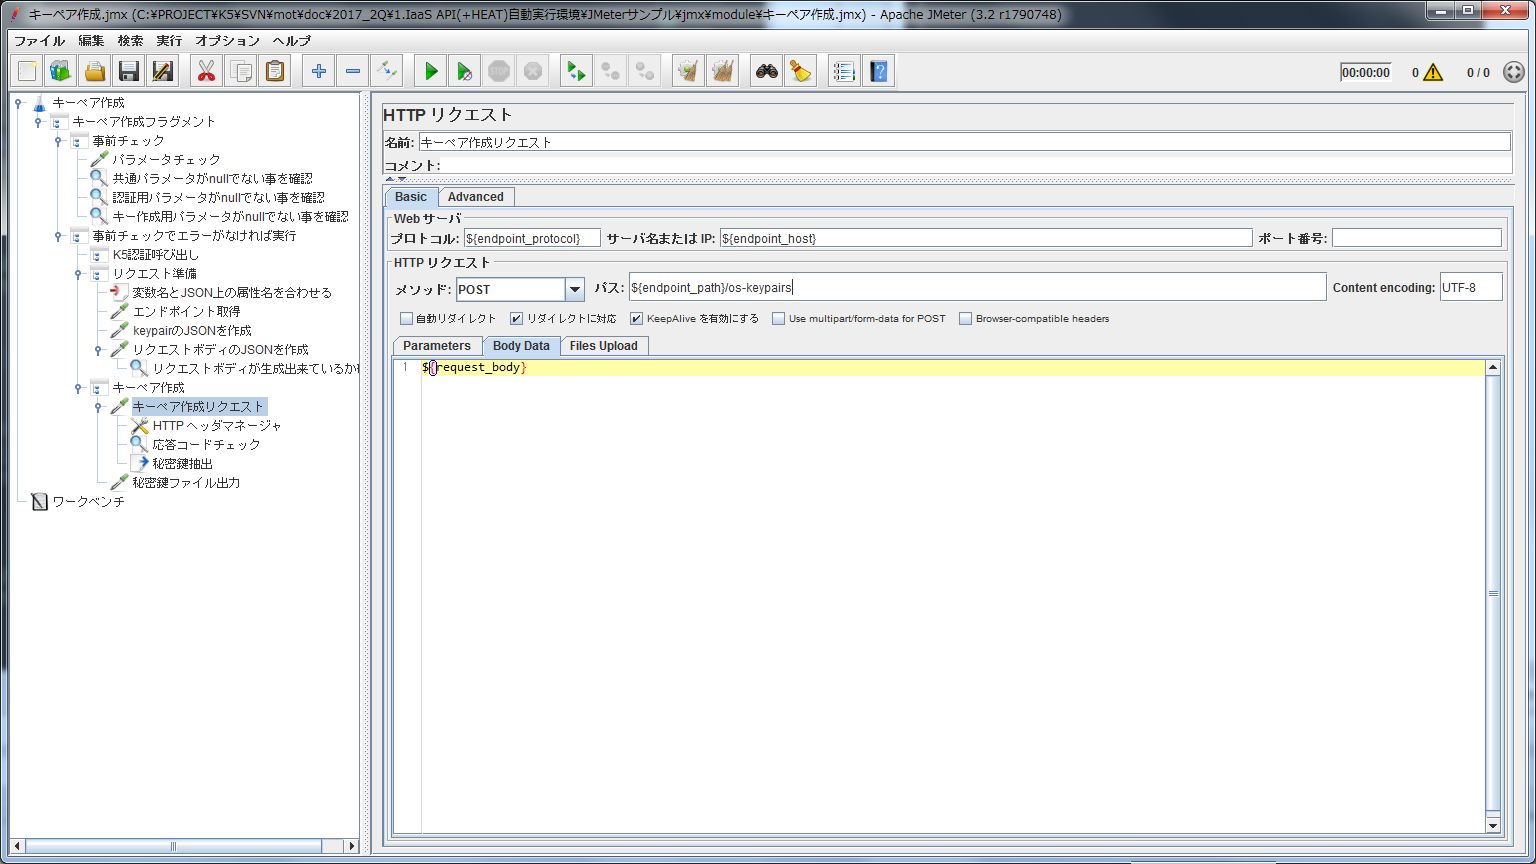 キーペア作成.jmx (C:¥PROJECT¥K5¥SVN¥mot¥doc¥2017_2Q¥1.IaaS API(+HEAT)自動実行環境¥JMeterサンプル¥jmx¥module¥キーペア作成.jmx) - Apache JMeter (3.2 r1790748)
ファイル 編集 検索 実行 オプション ヘルプ
STOP
00:00:00 0 0 / 0
キーペア作成
キーペア作成フラグメント
事前チェック
パラメータチェック
共通パラメータがnullでない事を確認
認証用パラメータがnullでない事を確認
キー作成用パラメータがnullでない事を確認
事前チェックでエラーがなければ実行
K5認証呼び出し
リクエスト準備
変数名とJSON上の属性名を合わせる
エンドポイント取得
keypairのJSONを作成
リクエストボディのJSONを作成
リクエストボディが生成出来ているか
キーペア作成
キーペア作成リクエスト
HTTP ヘッダマネージャ
応答コードチェック
秘密鍵抽出
秘密鍵ファイル出力
ワークベンチ
HTTP リクエスト
名前: キーペア作成リクエスト
コメント:
Basic Advanced
Web サーバ
プロトコル: ${endpoint_protocol} サーバ名または IP: ${endpoint_host} ポート番号:
HTTP リクエスト
メソッド: POST パス: ${endpoint_path}/os-keypairs Content encoding: UTF-8
自動リダイレクト リダイレクトに対応 KeepAlive を有効にする Use multipart/form-data for POST Browser-compatible headers
Parameters Body Data Files Upload
1 ${request_body}